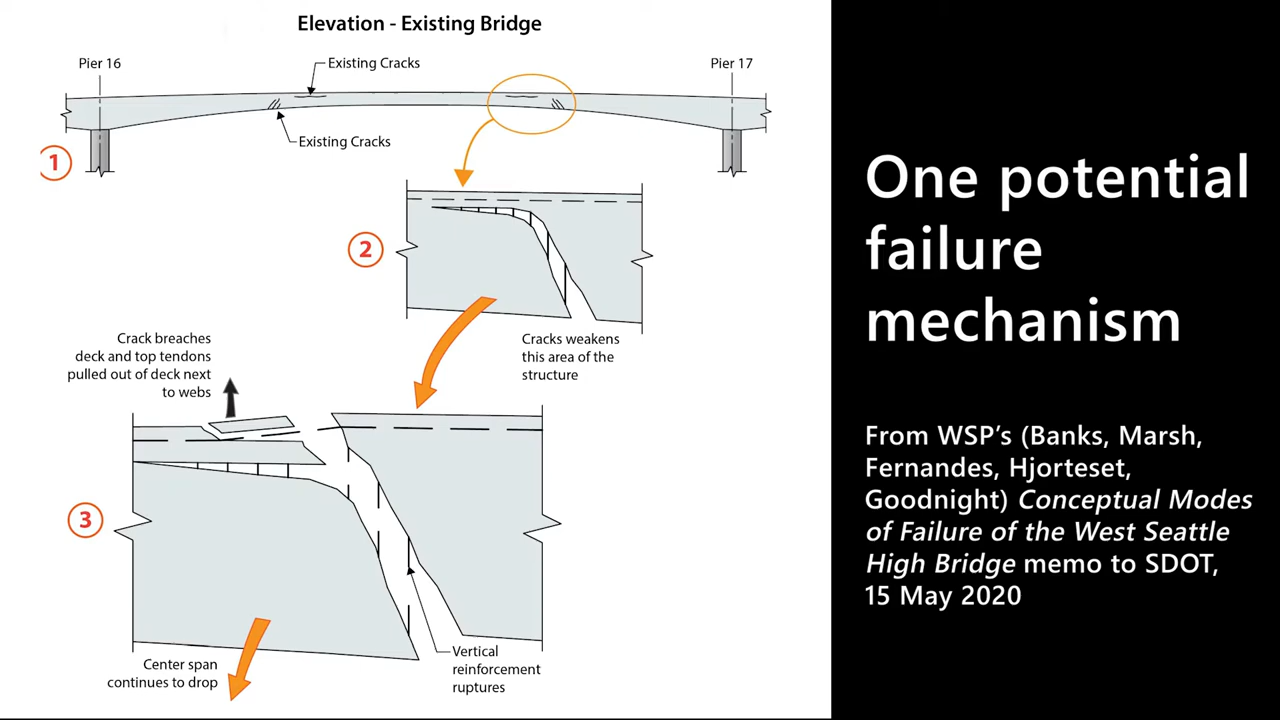 Elevation - Existing Bridge
Pier 16
Existing Cracks
Pier 17
Existing Cracks
1
2
Cracks weakens
this area of the
structure
Crack breaches
deck and top tendons
pulled out of deck next
to webs
3
Vertical
reinforcement
ruptures
Center span
continues to drop
One potential
failure
mechanism
From WSP's (Banks, Marsh,
Fernandes, Hjorteset,
Goodnight) Conceptual Modes
of Failure of the West Seattle
High Bridge memo to SDOT,
15 May 2020